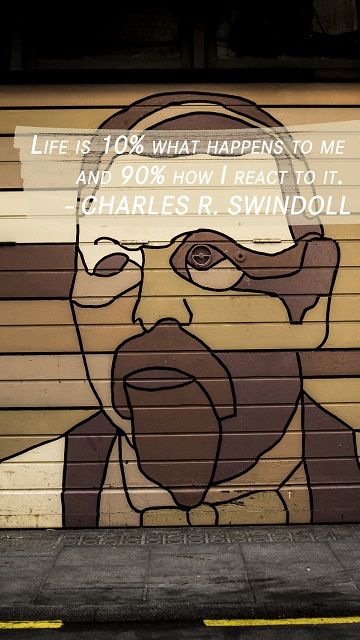 Life is 10% what happens to me
and 90% how I react to it.
- Charles R. Swindoll